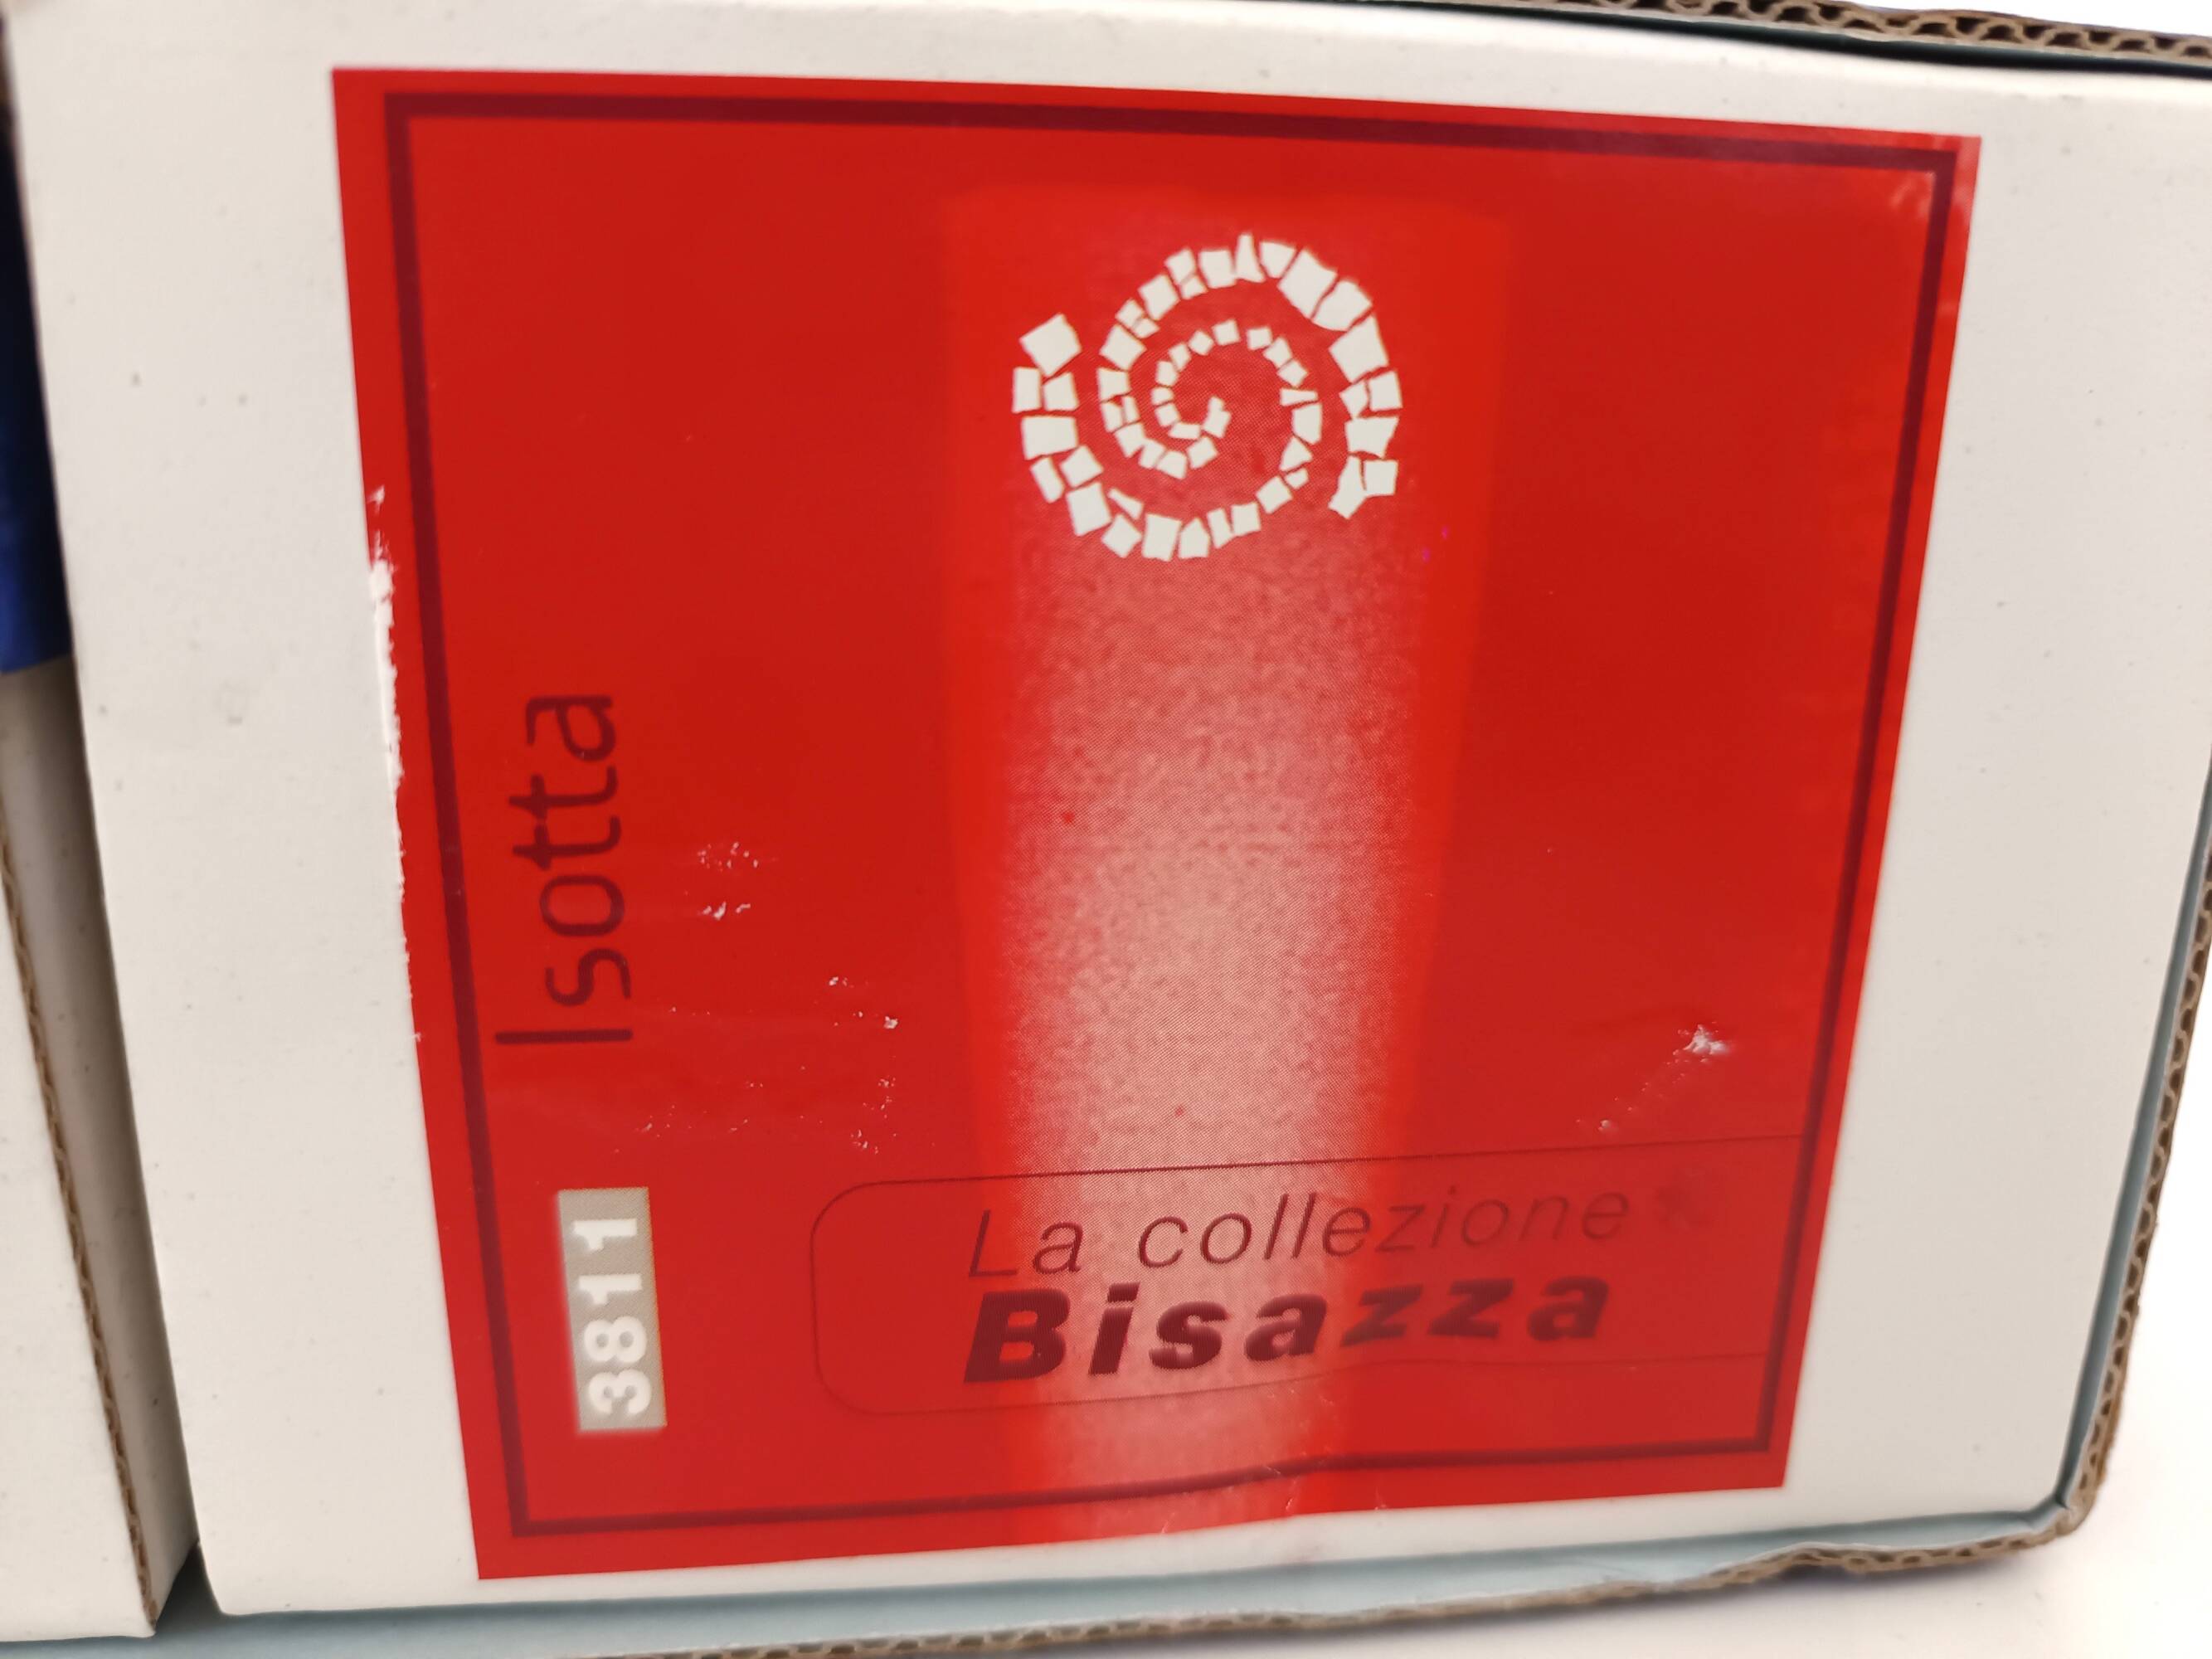 Isotta
3811
La collezione
Bisazza